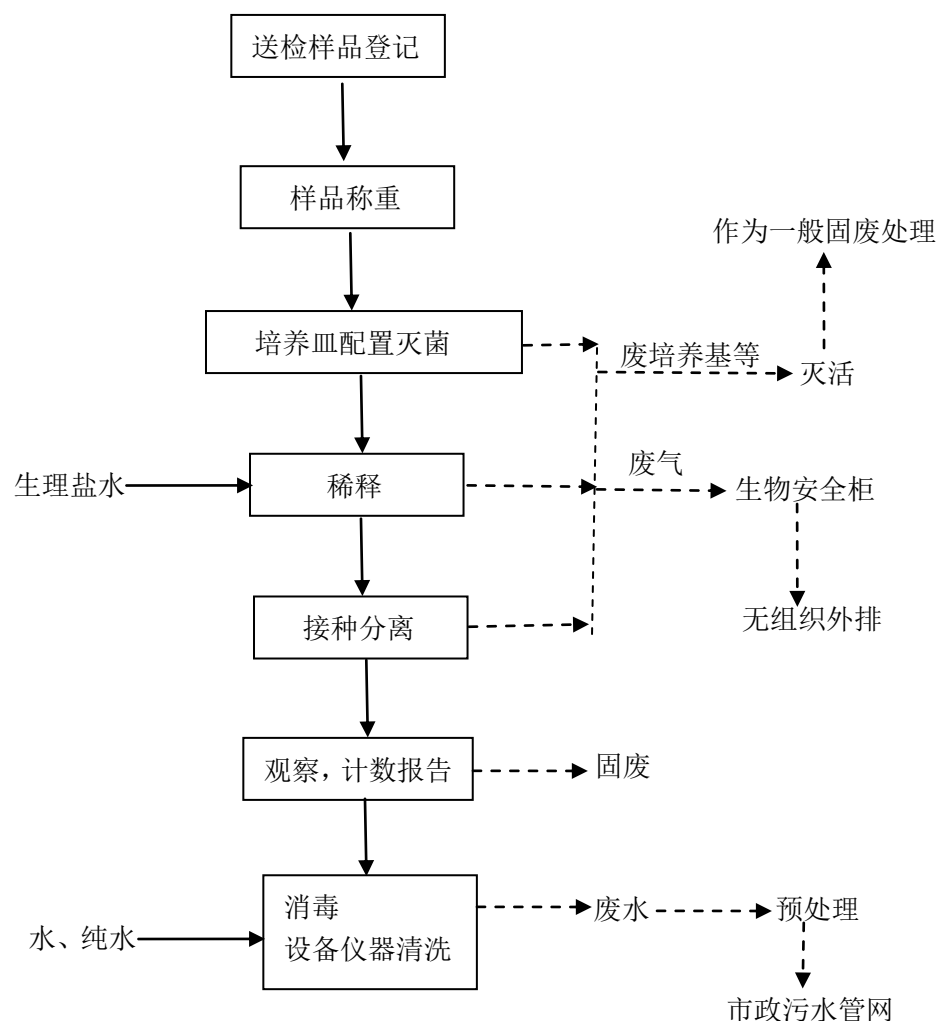 送检样品登记
样品称重
作为一般固废处理
培养皿配置灭菌
废培养基等
灭活
生理盐水
稀释
废气
生物安全柜
接种分离
无组织外排
观察，计数报告
固废
消毒
设备仪器清洗
水、纯水
废水
预处理
市政污水管网